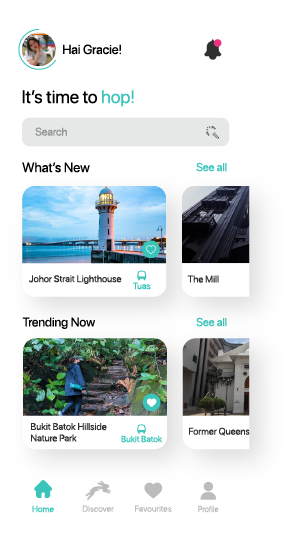 Hai Gracie!
It's time to hop!
Search
What's New
See all
Johor Strait Lighthouse
Tuas
The Mill
Trending Now
See all
Bukit Batok Hillside
Nature Park
Bukit Batok
Former Queens
Home
Discover
Favourites
Profile